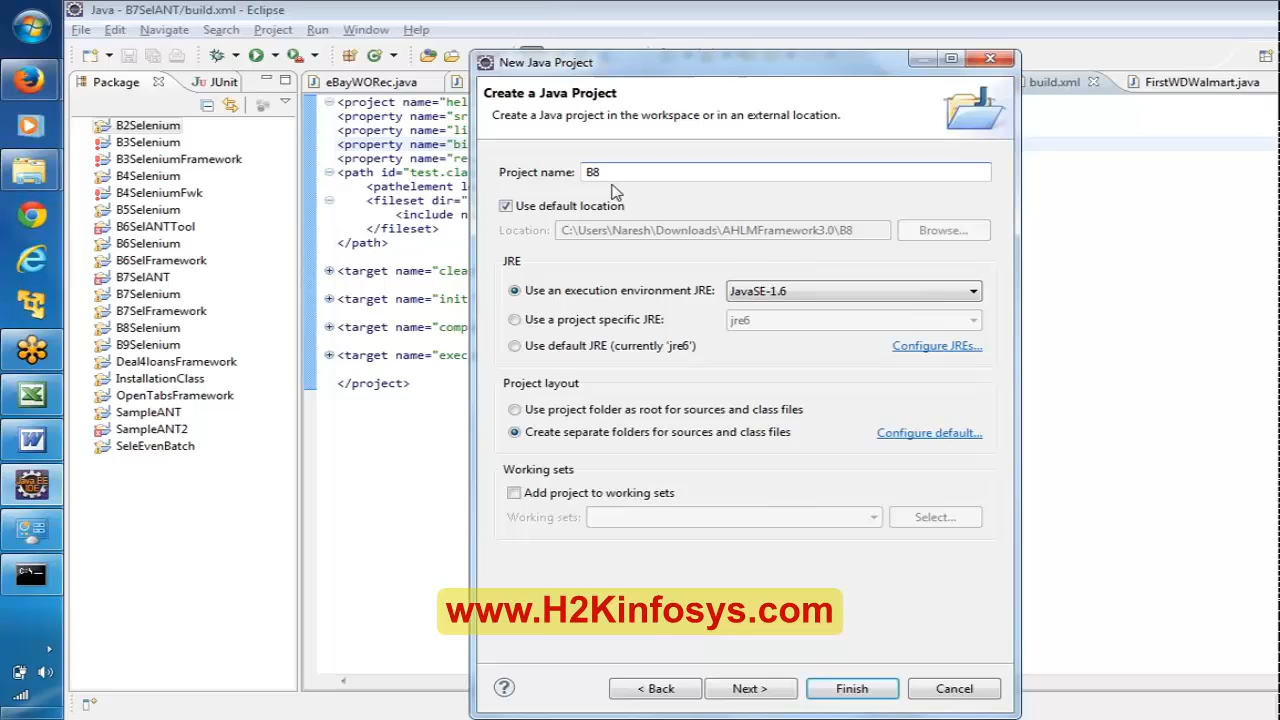 Java - B7SelANT/build.xml - Eclipse
File Edit Navigate Search Project Run Window Help
Package JUnit
eBayWORec.java
build.xml
FirstWDWalmart.java
B2Selenium
B3Selenium
B3SeleniumFramework
B4Selenium
B4SeleniumFwk
B5Selenium
B6SelANTTool
B6Selenium
B6SelFramework
B7SelANT
B7Selenium
B7SelFramework
B8Selenium
B9Selenium
Deal4loansFramework
InstallationClass
OpenTabsFramework
SampleANT
SampleANT2
SeleEvenBatch
<project name="hel
<property name="sr
<property name="li
<property name="bi
<property name="re
<path id="test.cla
<pathelement l
<fileset dir="
<include n
</fileset>
</path>
<target name="clea
<target name="init
<target name="comp
<target name="exec
</project>
New Java Project
Create a Java Project
Create a Java project in the workspace or in an external location.
Project name: B8
Use default location
Location: C:\Users\Naresh\Downloads\AHLMFramework3.0\B8 Browse...
JRE
Use an execution environment JRE: JavaSE-1.6
Use a project specific JRE: jre6
Use default JRE (currently 'jre6') Configure JREs...
Project layout
Use project folder as root for sources and class files
Create separate folders for sources and class files Configure default...
Working sets
Add project to working sets
Working sets: Select...
www.H2Kinfosys.com
? < Back Next > Finish Cancel
Java EE
IDE
C:\